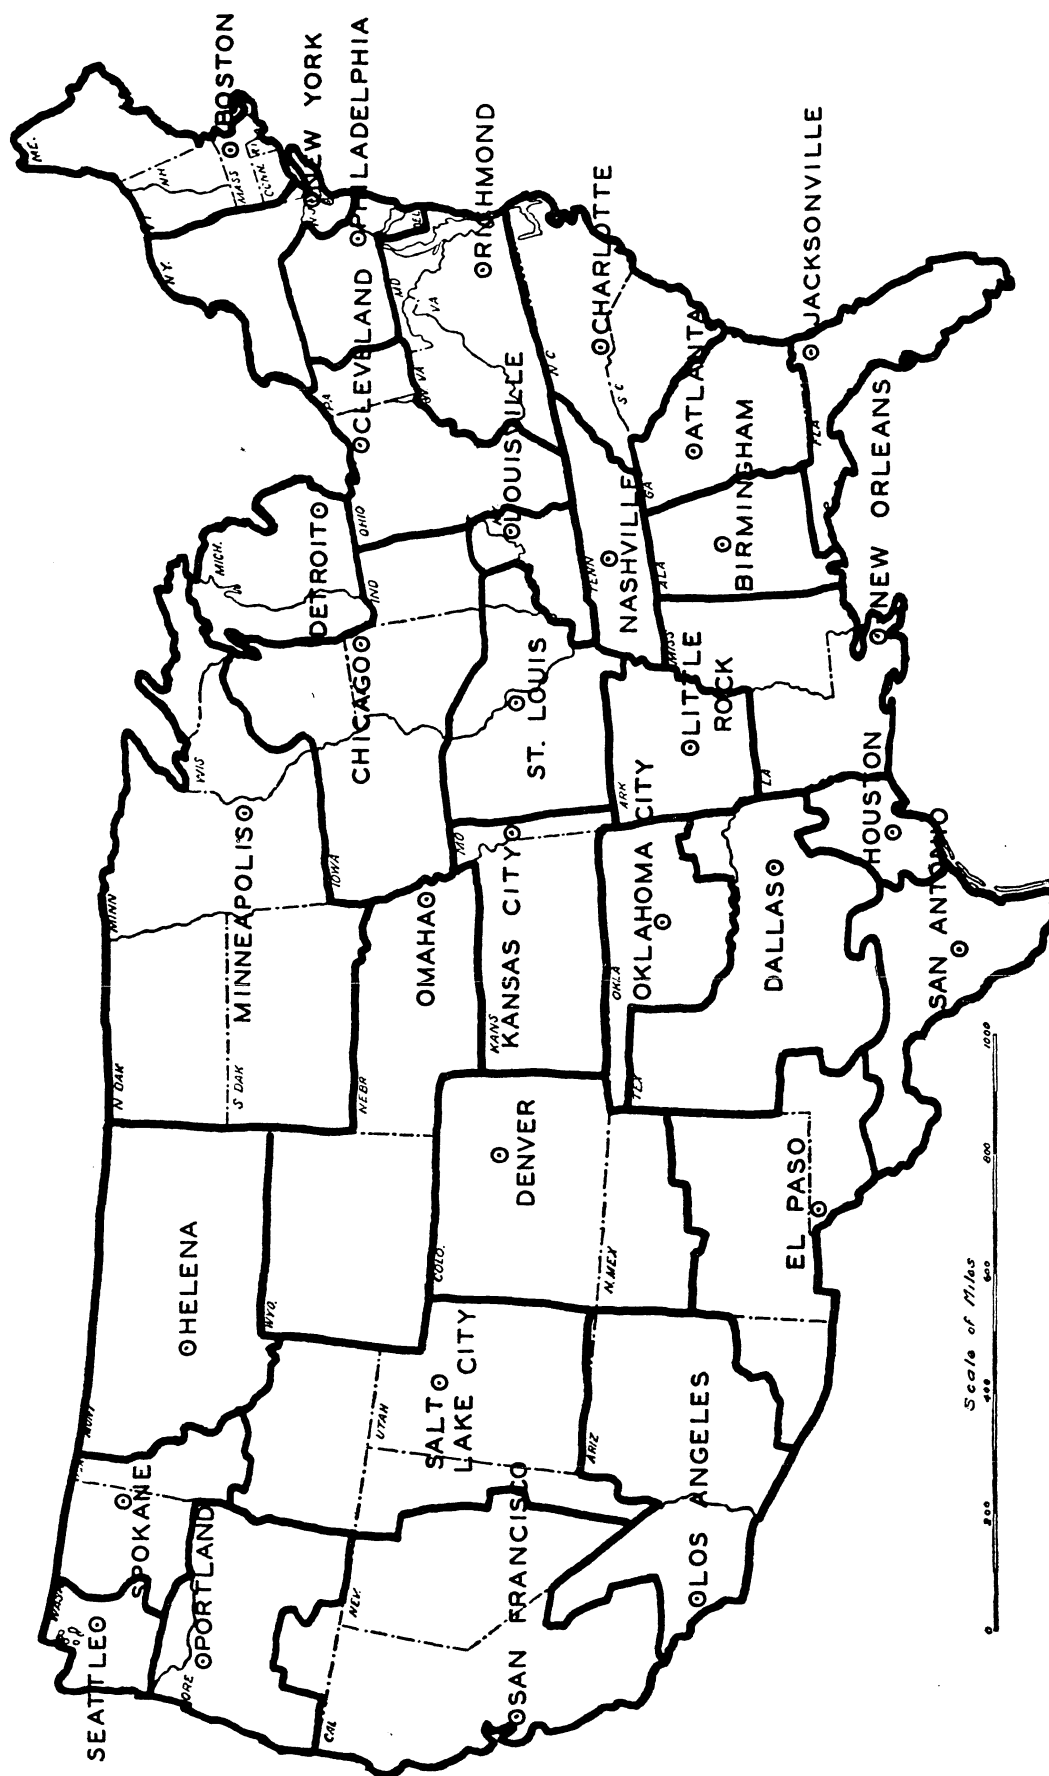 SEATTLE
SPOKANE
PORTLAND
HELENA
MINNEAPOLIS
DETROIT
BOSTON
NEW YORK
PHILADELPHIA
CLEVELAND
CHICAGO
OMAHA
SALT
LAKE CITY
DENVER
KANSAS CITY
ST. LOUIS
LOUISVILLE
RICHMOND
SAN FRANCISCO
LOS ANGELES
OKLAHOMA CITY
LITTLE
ROCK
NASHVILLE
CHARLOTTE
ATLANTA
BIRMINGHAM
EL PASO
DALLAS
HOUSTON
SAN ANTONIO
NEW ORLEANS
JACKSONVILLE
WASH
MONT
N DAK
MINN
WIS
MICH.
N.Y.
NH
ME.
MASS
CONN
RI
ORE
WYO.
S DAK
NEBR
IOWA
IND
OHIO
PA
MD
DEL
VA
W VA
CAL
NEV.
UTAH
COLO.
KANS
MO
TENN
N C
S C
ARIZ
N.MEX
TEX
OKLA
ARK
MISS
ALA
GA
FLA
LA
Scale of Miles
0 200 400 600 800 1000